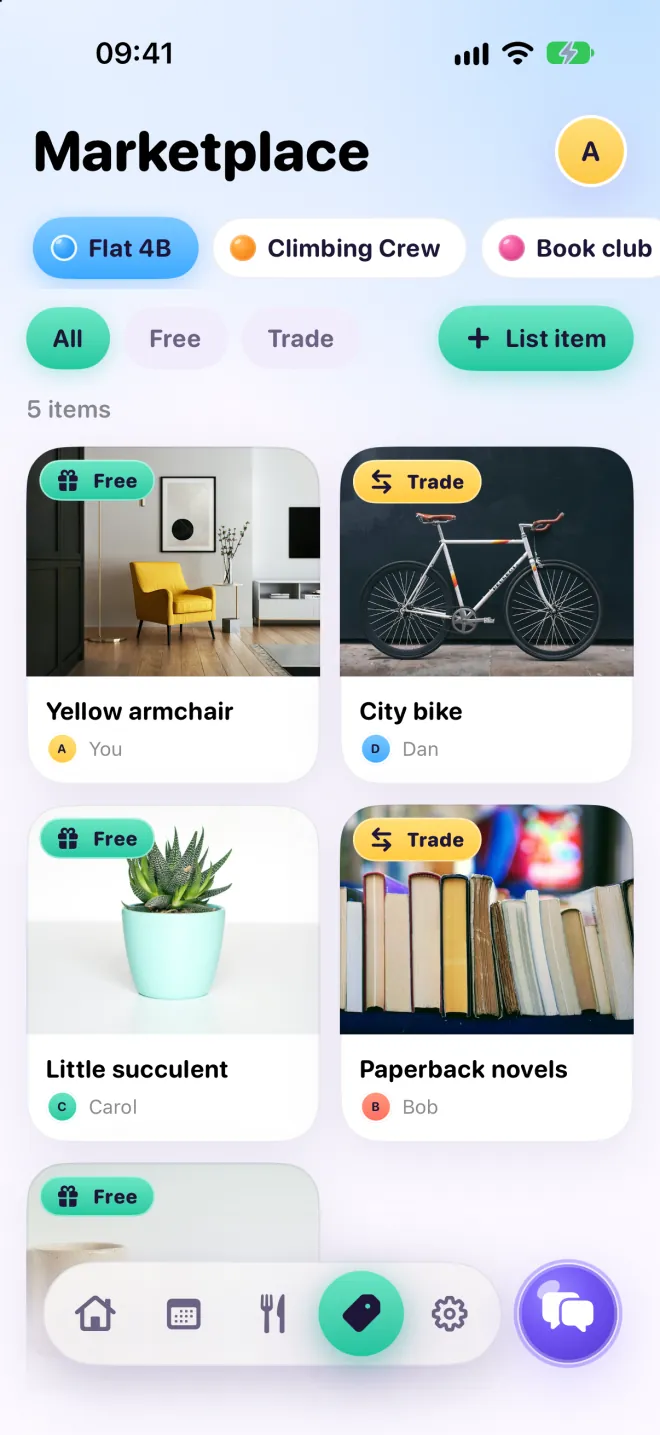 09:41
Marketplace
A
Flat 4B
Climbing Crew
Book club
All
Free
Trade
+ List item
5 items
Free
Trade
Yellow armchair
City bike
A You
D Dan
Free
Trade
Little succulent
Paperback novels
C Carol
B Bob
Free